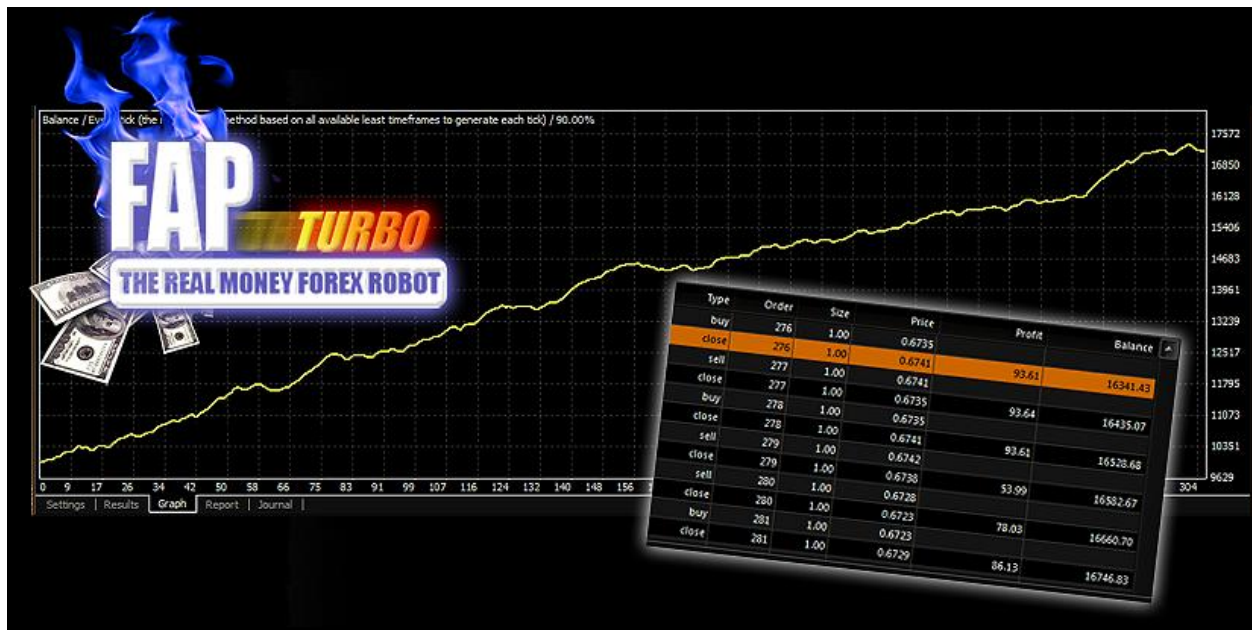 Balance / Ev ick (the ethod based on all available least timeframes to generate each tick) / 90.00%
FAP
TURBO
THE REAL MONEY FOREX ROBOT
17572
16850
16128
15406
14683
13961
13239
12517
11795
11073
10351
9629
0 9 17 26 34 42 50 58 66 75 83 91 99 107 116 124 132 140 148 156 304
Settings | Results | Graph | Report | Journal |
Type Order Size Price Profit Balance
buy 276 1.00 0.6735
close 276 1.00 0.6741 93.61 16341.43
sell 277 1.00 0.6741
close 277 1.00 0.6735 93.64 16435.07
buy 278 1.00 0.6735
close 278 1.00 0.6741 93.61 16528.68
sell 279 1.00 0.6742
close 279 1.00 0.6738 53.99 16582.67
sell 280 1.00 0.6728
close 280 1.00 0.6723 78.03 16660.70
buy 281 1.00 0.6723
close 281 1.00 0.6729 86.13 16746.83